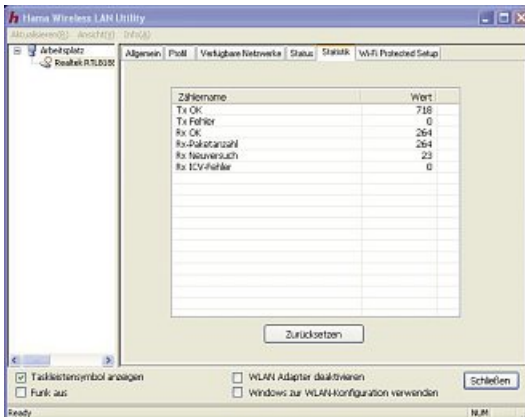 Hama Wireless LAN Utility
Aktualisieren(R) Ansicht(Y) Info(A)
Arbeitsplatz
Realtek RTL8188
Allgemein Profil Verfügbare Netzwerke Status Statistik Wi-Fi Protected Setup
Zählername Wert
Tx OK 718
Tx Fehler 0
Rx OK 264
Rx-Paketanzahl 264
Rx Neuversuch 23
Rx ICV-Fehler 0
Zurücksetzen
Taskleistensymbol anzeigen
WLAN Adapter deaktivieren
Schließen
Funk aus
Windows zur WLAN-Konfiguration verwenden
Ready NUM